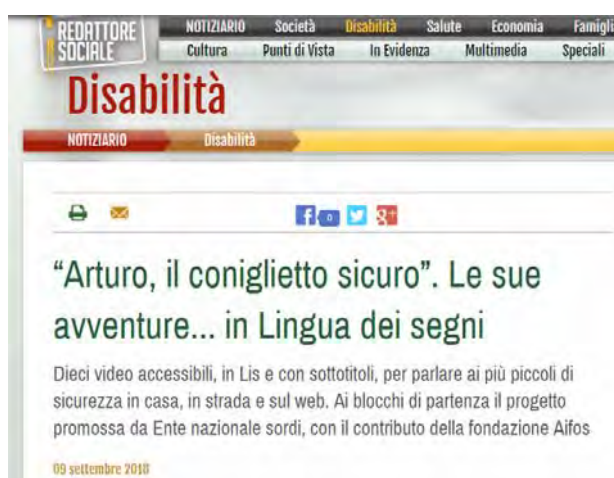 REDATTORE
SOCIALE
NOTIZIARIO Società Disabilità Salute Economia Famigli
Cultura Punti di Vista In Evidenza Multimedia Speciali
Disabilità
NOTIZIARIO Disabilità
0
“Arturo, il coniglietto sicuro”. Le sue
avventure... in Lingua dei segni
Dieci video accessibili, in Lis e con sottotitoli, per parlare ai più piccoli di
sicurezza in casa, in strada e sul web. Ai blocchi di partenza il progetto
promossa da Ente nazionale sordi, con il contributo della fondazione Aifos
09 settembre 2018